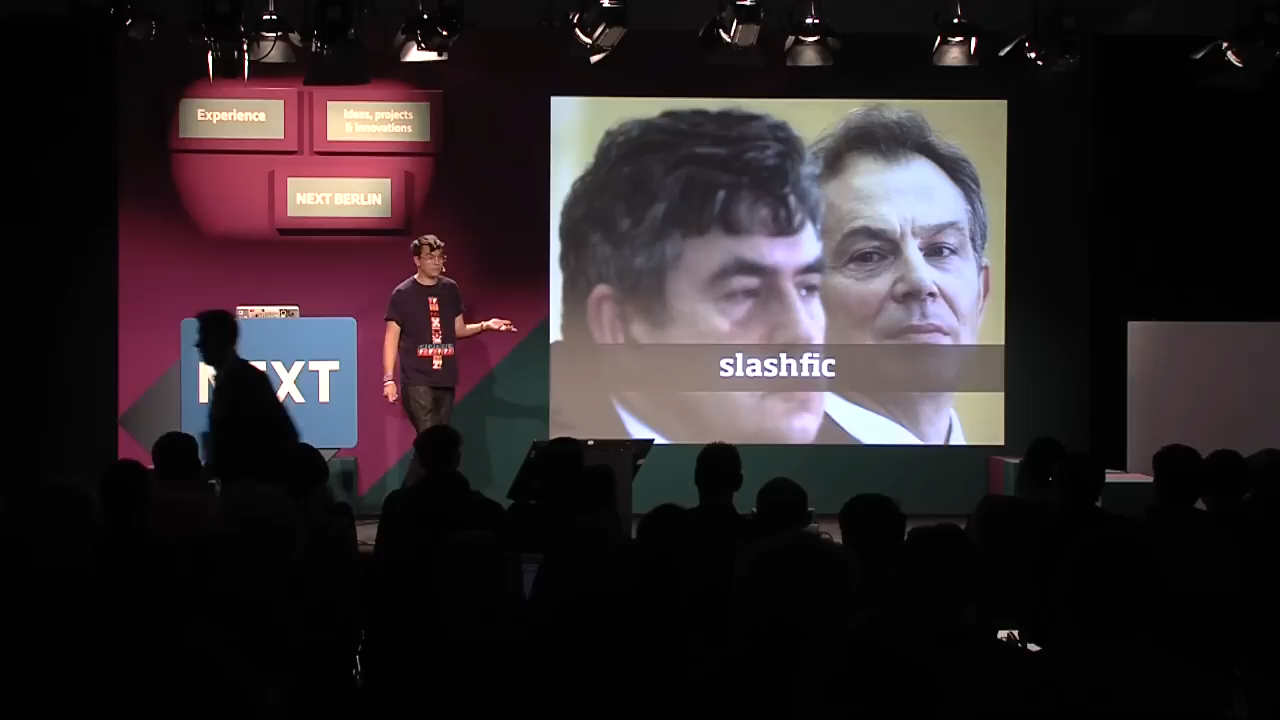 Experience
Ideas, projects
& innovations
NEXT BERLIN
NEXT
slashfic